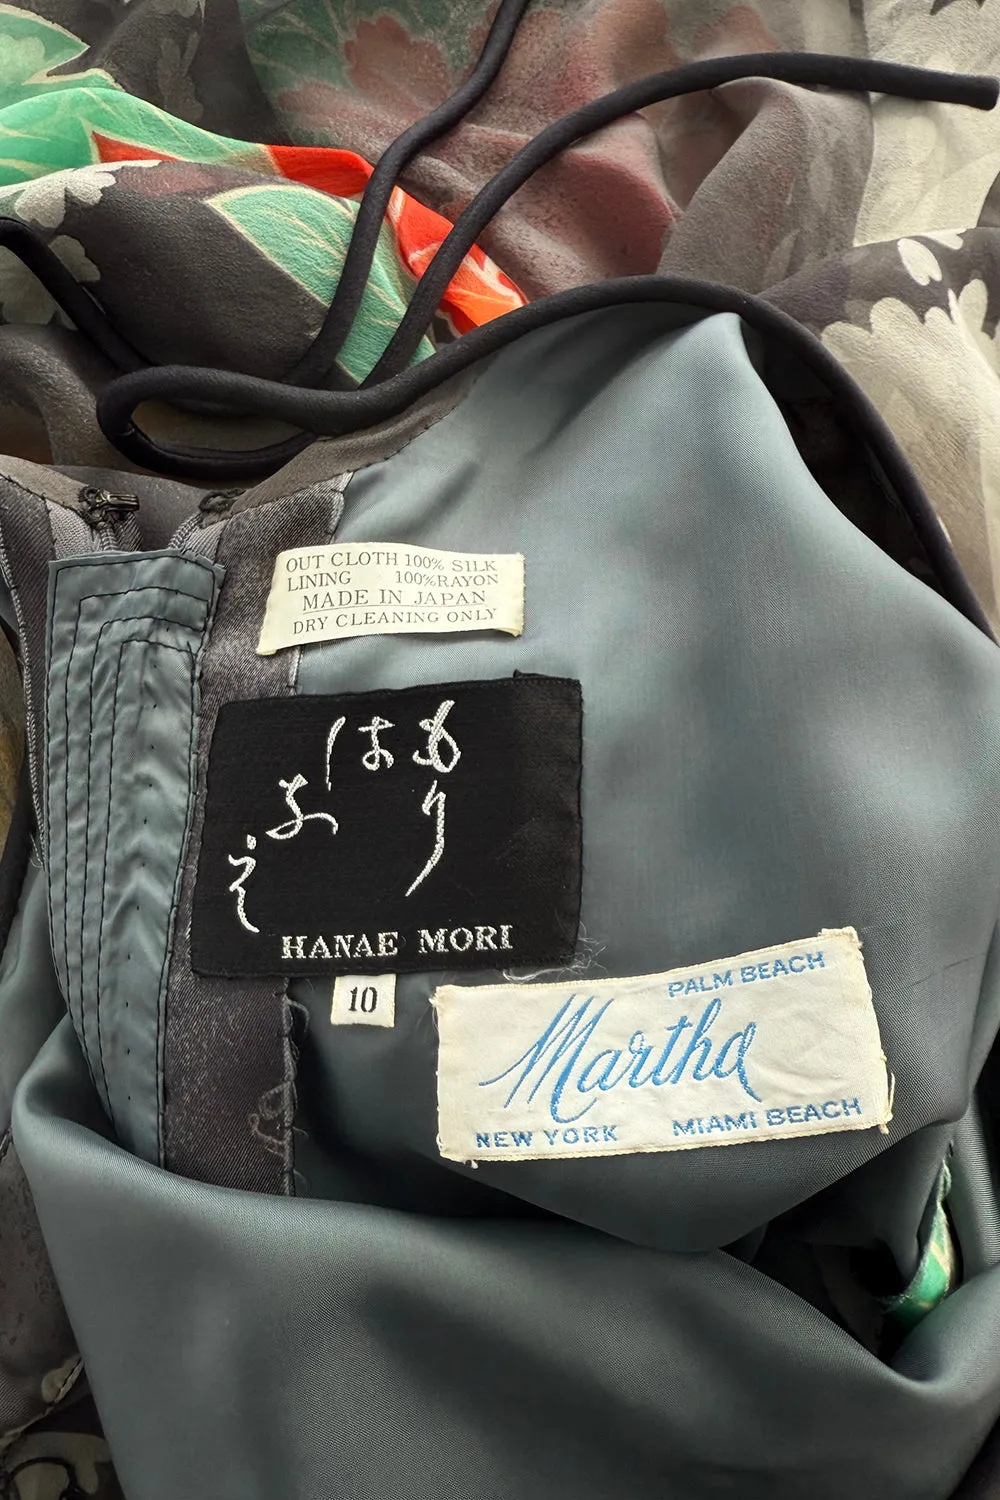 OUT CLOTH 100% SILK
LINING 100%RAYON
MADE IN JAPAN
DRY CLEANING ONLY
もり
はなえ
HANAE MORI
10
PALM BEACH
Martha
NEW YORK MIAMI BEACH